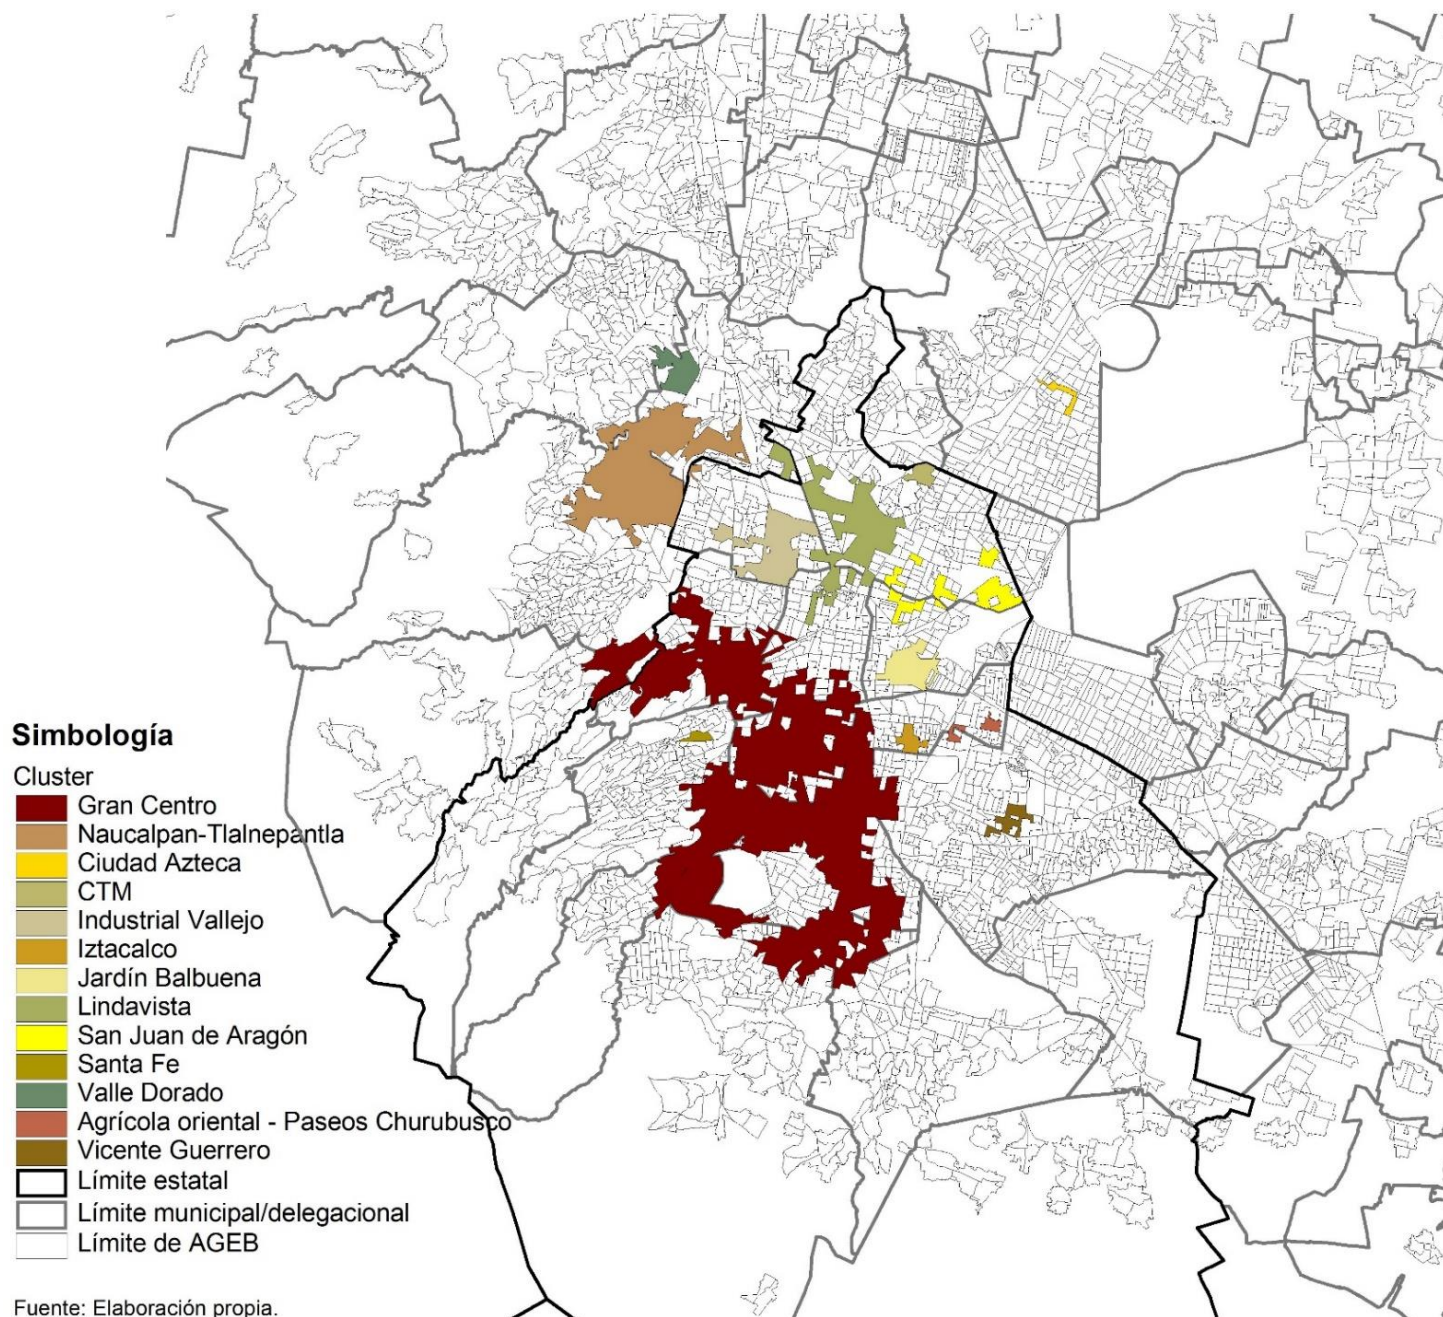 Simbología
Cluster
Gran Centro
Naucalpan-Tlalnepantla
Ciudad Azteca
CTM
Industrial Vallejo
Iztacalco
Jardín Balbuena
Lindavista
San Juan de Aragón
Santa Fe
Valle Dorado
Agrícola oriental - Paseos Churubusco
Vicente Guerrero
Límite estatal
Límite municipal/delegacional
Límite de AGEB
Fuente: Elaboración propia.